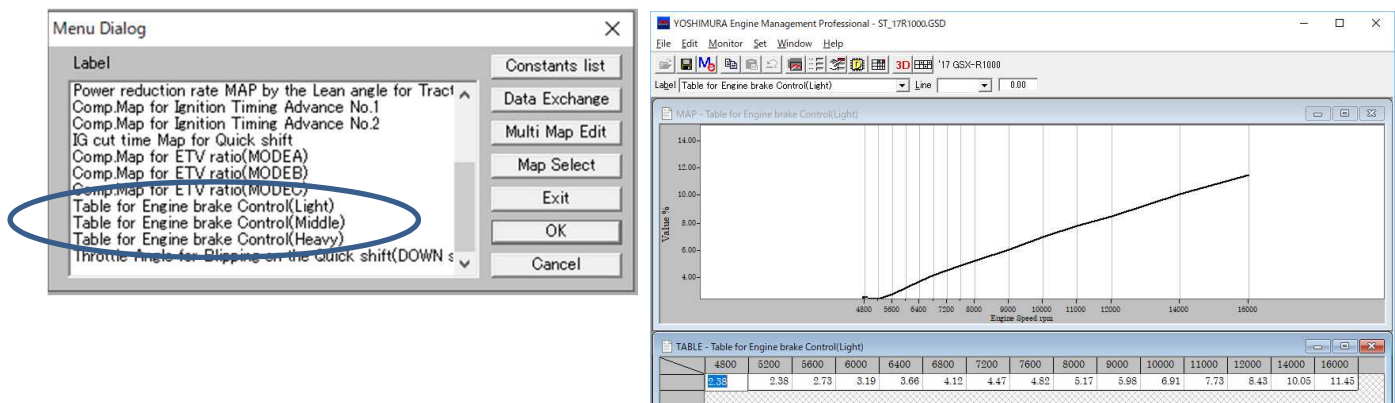 Menu Dialog
Label
Power reduction rate MAP by the Lean angle for Tract
Comp.Map for Ignition Timing Advance No.1
Comp.Map for Ignition Timing Advance No.2
IG cut time Map for Quick shift
Comp.Map for ETV ratio(MODEA)
Comp.Map for ETV ratio(MODEB)
Comp.Map for ETV ratio(MODEC)
Table for Engine brake Control(Light)
Table for Engine brake Control(Middle)
Table for Engine brake Control(Heavy)
Throttle Angle for Blipping on the Quick shift(DOWN s
Constants list
Data Exchange
Multi Map Edit
Map Select
Exit
OK
Cancel
YOSHIMURA Engine Management Professional - ST_17R1000.GSD
File Edit Monitor Set Window Help
3D '17 GSX-R1000
Label Table for Engine brake Control(Light) Line 0.00
MAP - Table for Engine brake Control(Light)
14.00
12.00
10.00
8.00
6.00
4.00
Value %
4800 5600 6400 7200 8000 9000 10000 11000 12000 14000 16000
Engine Speed rpm
TABLE - Table for Engine brake Control(Light)
4800 5200 5600 6000 6400 6800 7200 7600 8000 9000 10000 11000 12000 14000 16000
2.38 2.38 2.73 3.19 3.66 4.12 4.47 4.82 5.17 5.98 6.91 7.73 8.43 10.05 11.45